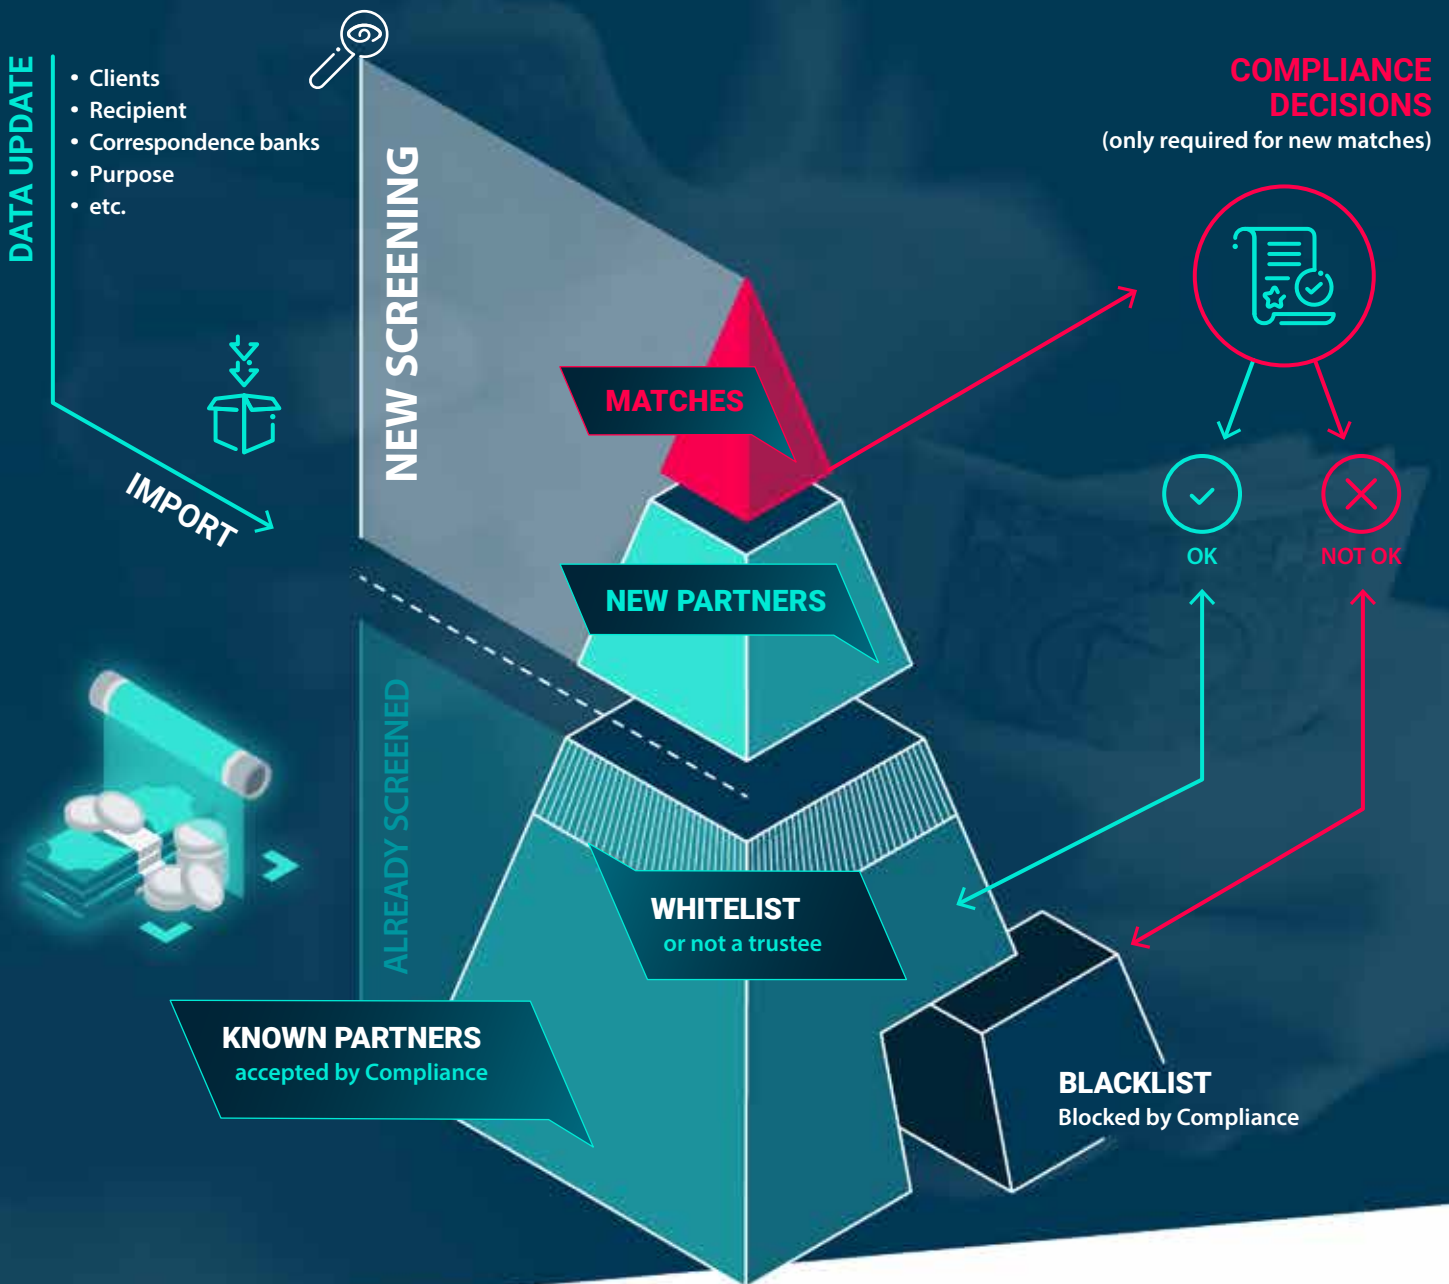 DATA UPDATE
• Clients
• Recipient
• Correspondence banks
• Purpose
• etc.
IMPORT
NEW SCREENING
COMPLIANCE
DECISIONS
(only required for new matches)
MATCHES
OK
NOT OK
NEW PARTNERS
ALREADY SCREENED
WHITELIST
or not a trustee
KNOWN PARTNERS
accepted by Compliance
BLACKLIST
Blocked by Compliance